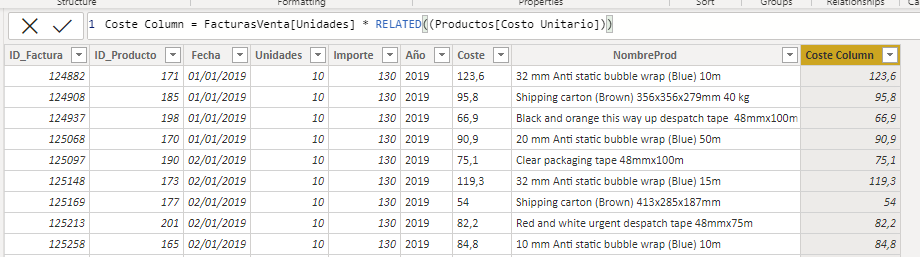 Structure Formatting Properties Sort Groups Relationships Ca
1 Coste Column = FacturasVenta[Unidades] * RELATED((Productos[Costo Unitario]))
ID_Factura ID_Producto Fecha Unidades Importe Año Coste NombreProd Coste Column
124882 171 01/01/2019 10 130 2019 123,6 32 mm Anti static bubble wrap (Blue) 10m 123,6
124908 185 01/01/2019 10 130 2019 95,8 Shipping carton (Brown) 356x356x279mm 40 kg 95,8
124937 198 01/01/2019 10 130 2019 66,9 Black and orange this way up despatch tape 48mmx100m 66,9
125068 170 01/01/2019 10 130 2019 90,9 20 mm Anti static bubble wrap (Blue) 50m 90,9
125097 190 02/01/2019 10 130 2019 75,1 Clear packaging tape 48mmx100m 75,1
125148 173 02/01/2019 10 130 2019 119,3 32 mm Anti static bubble wrap (Blue) 15m 119,3
125169 177 02/01/2019 10 130 2019 54 Shipping carton (Brown) 413x285x187mm 54
125213 201 02/01/2019 10 130 2019 82,2 Red and white urgent despatch tape 48mmx75m 82,2
125258 165 02/01/2019 10 130 2019 84,8 10 mm Anti static bubble wrap (Blue) 10m 84,8